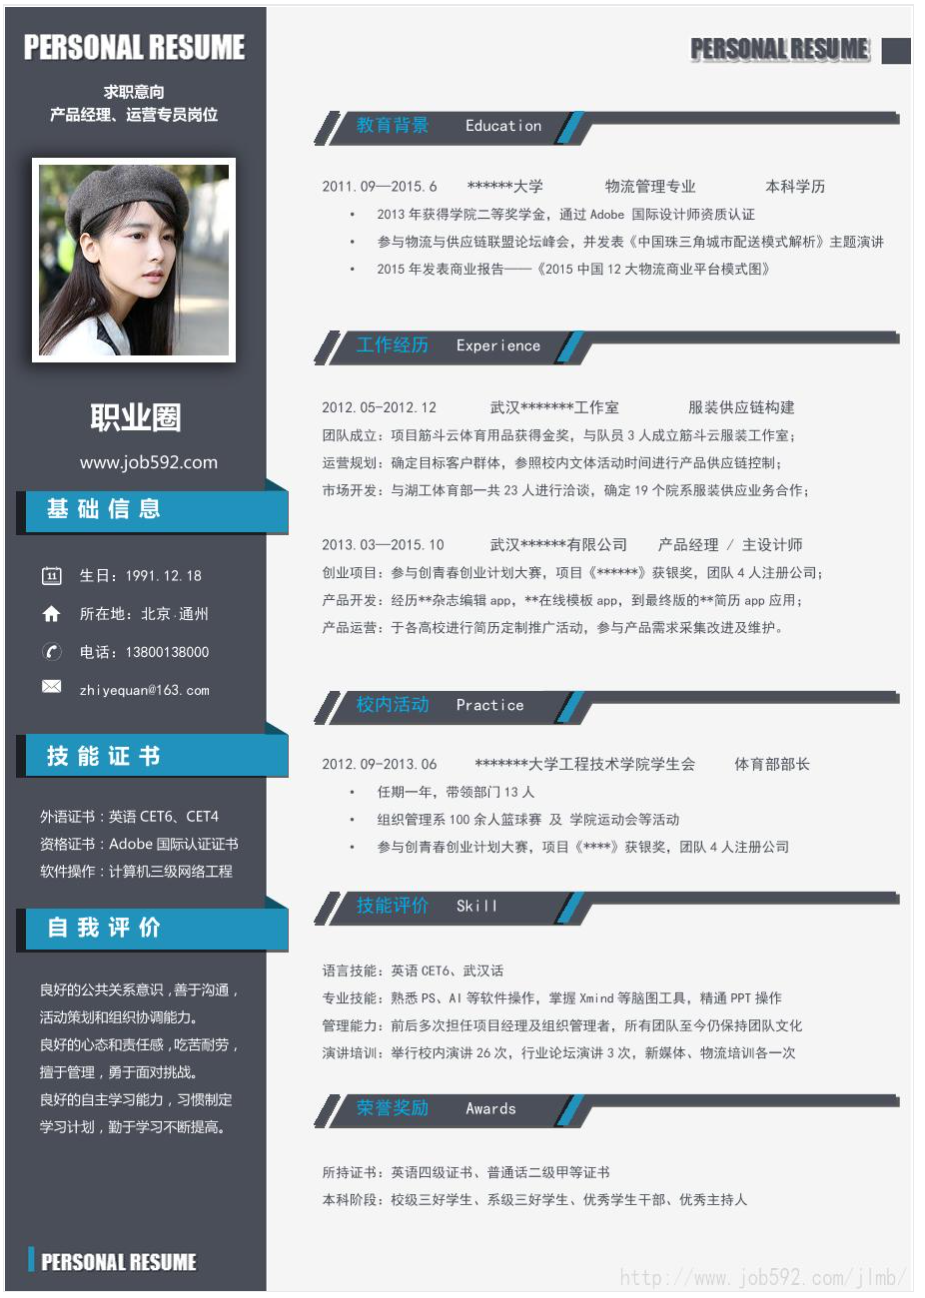 PERSONAL RESUME
求职意向
产品经理、运营专员岗位
职业圈
www.job592.com
基础信息
11
生日：1991.12.18
所在地：北京·通州
电话：13800138000
zhiyequan@163.com
技能证书
外语证书：英语 CET6、CET4
资格证书：Adobe 国际认证证书
软件操作：计算机三级网络工程
自我评价
良好的公共关系意识，善于沟通，
活动策划和组织协调能力。
良好的心态和责任感，吃苦耐劳，
擅于管理，勇于面对挑战。
良好的自主学习能力，习惯制定
学习计划，勤于学习不断提高。
PERSONAL RESUME
PERSONAL RESUME
教育背景 Education
2011.09—2015.6 ******大学 物流管理专业 本科学历
• 2013 年获得学院二等奖学金，通过 Adobe 国际设计师资质认证
• 参与物流与供应链联盟论坛峰会，并发表《中国珠三角城市配送模式解析》主题演讲
• 2015 年发表商业报告——《2015 中国 12 大物流商业平台模式图》
工作经历 Experience
2012.05-2012.12 武汉*******工作室 服装供应链构建
团队成立：项目筋斗云体育用品获得金奖，与队员 3 人成立筋斗云服装工作室；
运营规划：确定目标客户群体，参照校内文体活动时间进行产品供应链控制；
市场开发：与湖工体育部一共 23 人进行洽谈，确定 19 个院系服装供应业务合作；
2013.03—2015.10 武汉******有限公司 产品经理 / 主设计师
创业项目：参与创青春创业计划大赛，项目《******》获银奖，团队 4 人注册公司；
产品开发：经历**杂志编辑 app，**在线模板 app，到最终版的**简历 app 应用；
产品运营：于各高校进行简历定制推广活动，参与产品需求采集改进及维护。
校内活动 Practice
2012.09-2013.06 *******大学工程技术学院学生会 体育部部长
• 任期一年，带领部门 13 人
• 组织管理系 100 余人篮球赛 及 学院运动会等活动
• 参与创青春创业计划大赛，项目《****》获银奖，团队 4 人注册公司
技能评价 Skill
语言技能：英语 CET6、武汉话
专业技能：熟悉 PS、AI 等软件操作，掌握 Xmind 等脑图工具，精通 PPT 操作
管理能力：前后多次担任项目经理及组织管理者，所有团队至今仍保持团队文化
演讲培训：举行校内演讲 26 次，行业论坛演讲 3 次，新媒体、物流培训各一次
荣誉奖励 Awards
所持证书：英语四级证书、普通话二级甲等证书
本科阶段：校级三好学生、系级三好学生、优秀学生干部、优秀主持人
http://www.job592.com/jlmb/